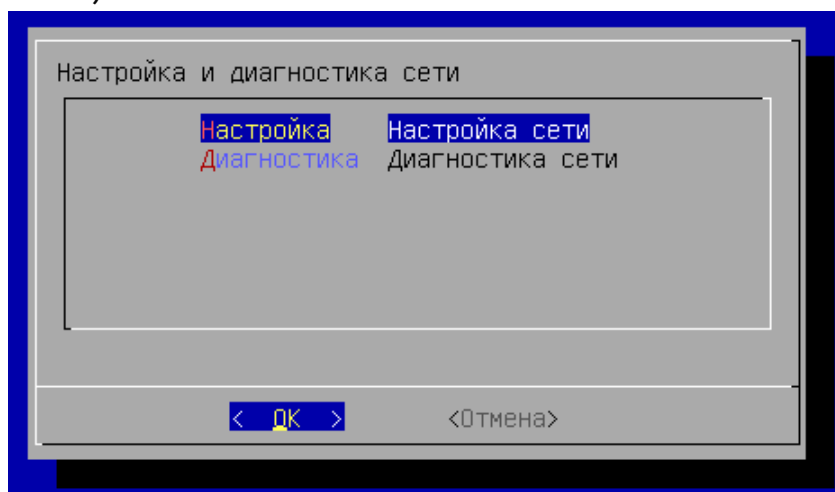 Настройка и диагностика сети
Настройка Настройка сети
Диагностика Диагностика сети
< OK > <Отмена>